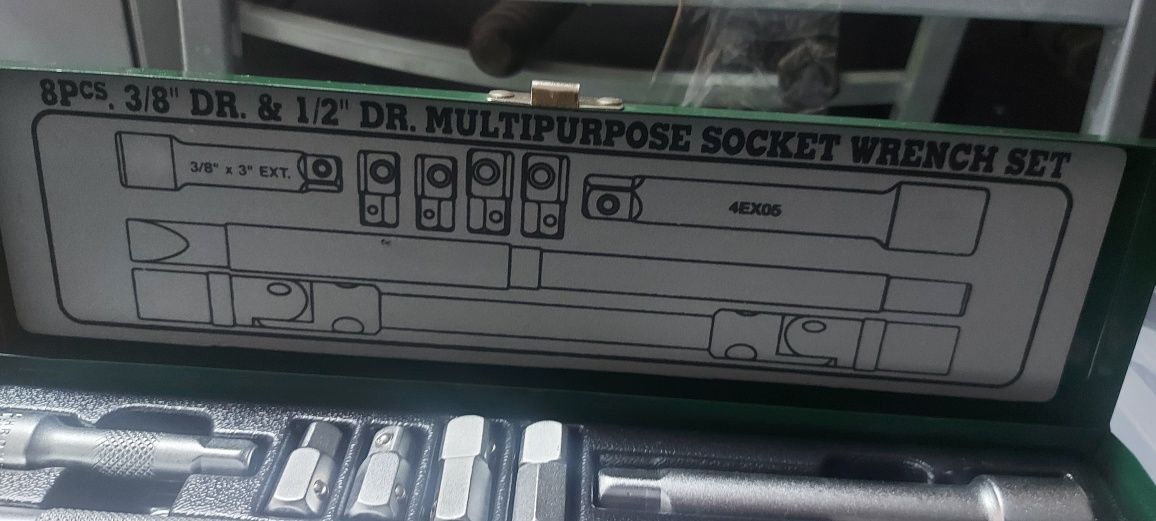 8PCS. 3/8" DR. & 1/2" DR. MULTIPURPOSE SOCKET WRENCH SET
3/8" x 3" EXT.
4EX05